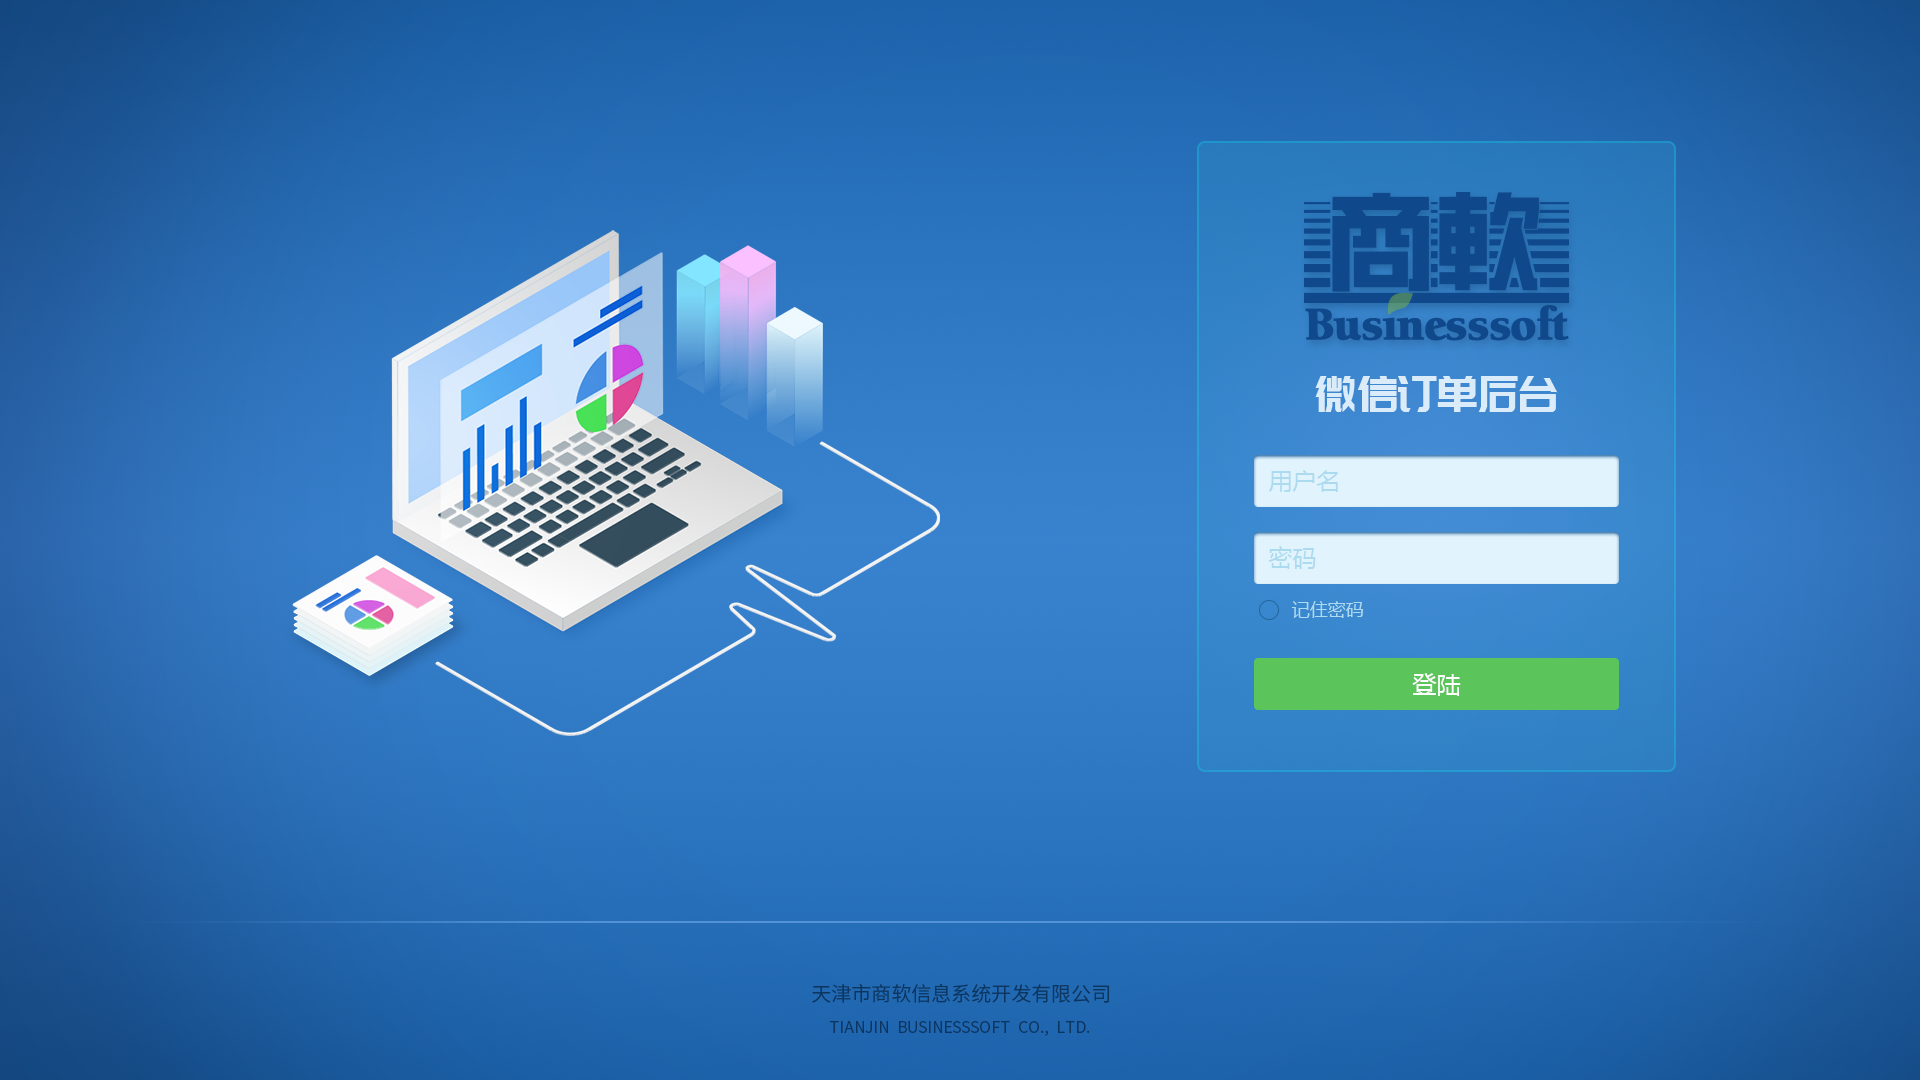 商軟
Businesssoft
微信订单后台
用户名
密码
记住密码
登陆
天津市商软信息系统开发有限公司
TIANJIN BUSINESSSOFT CO., LTD.